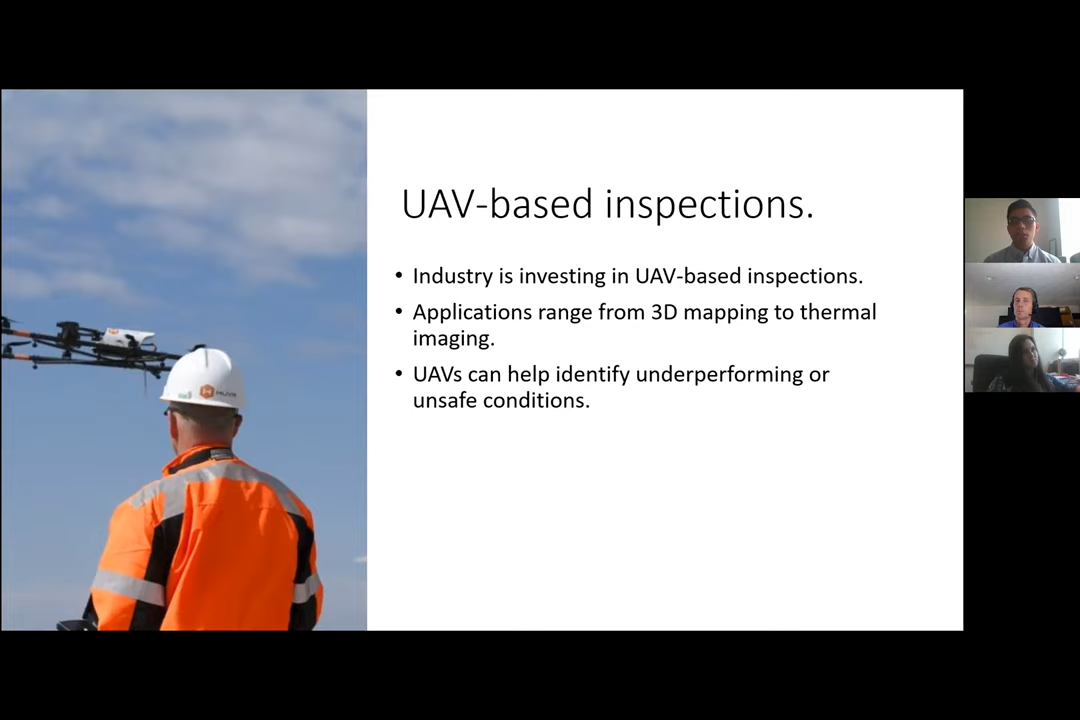 UAV-based inspections.
• Industry is investing in UAV-based inspections.
• Applications range from 3D mapping to thermal
imaging.
• UAVs can help identify underperforming or
unsafe conditions.